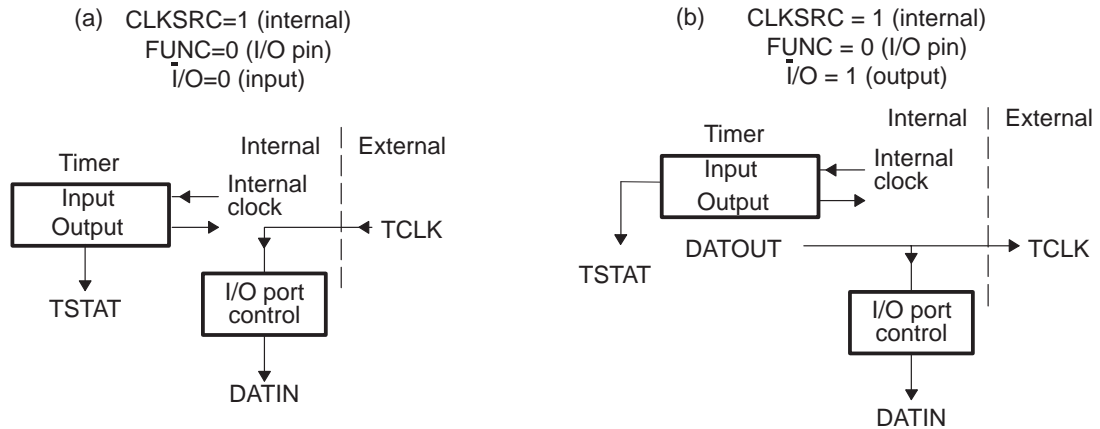 (a) CLKSRC=1 (internal)
FUNC=0 (I/O pin)
I̅/O=0 (input)
Internal
External
Timer
Input
Output
Internal
clock
TCLK
TSTAT
I/O port
control
DATIN
(b) CLKSRC = 1 (internal)
FUNC = 0 (I/O pin)
I̅/O = 1 (output)
Internal
External
Timer
Input
Output
Internal
clock
TSTAT
DATOUT
TCLK
I/O port
control
DATIN